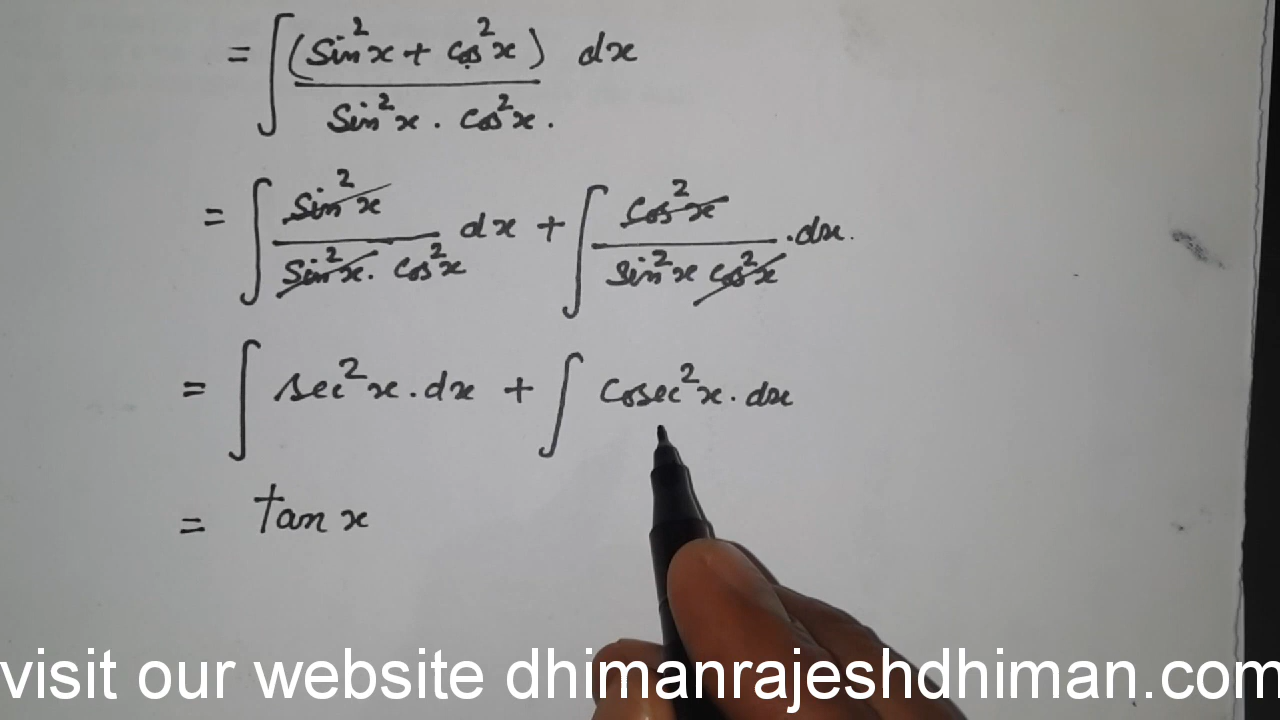 = ∫ (Sin²x + Cos²x) dx
Sin²x . Cos²x .
= ∫ Sin²x / Sin²x . Cos²x dx + ∫ Cos²x / Sin²x Cos²x . dx .
= ∫ sec²x . dx + ∫ Cosec²x . dx
= Tan x
visit our website dhimanrajeshdhiman.com